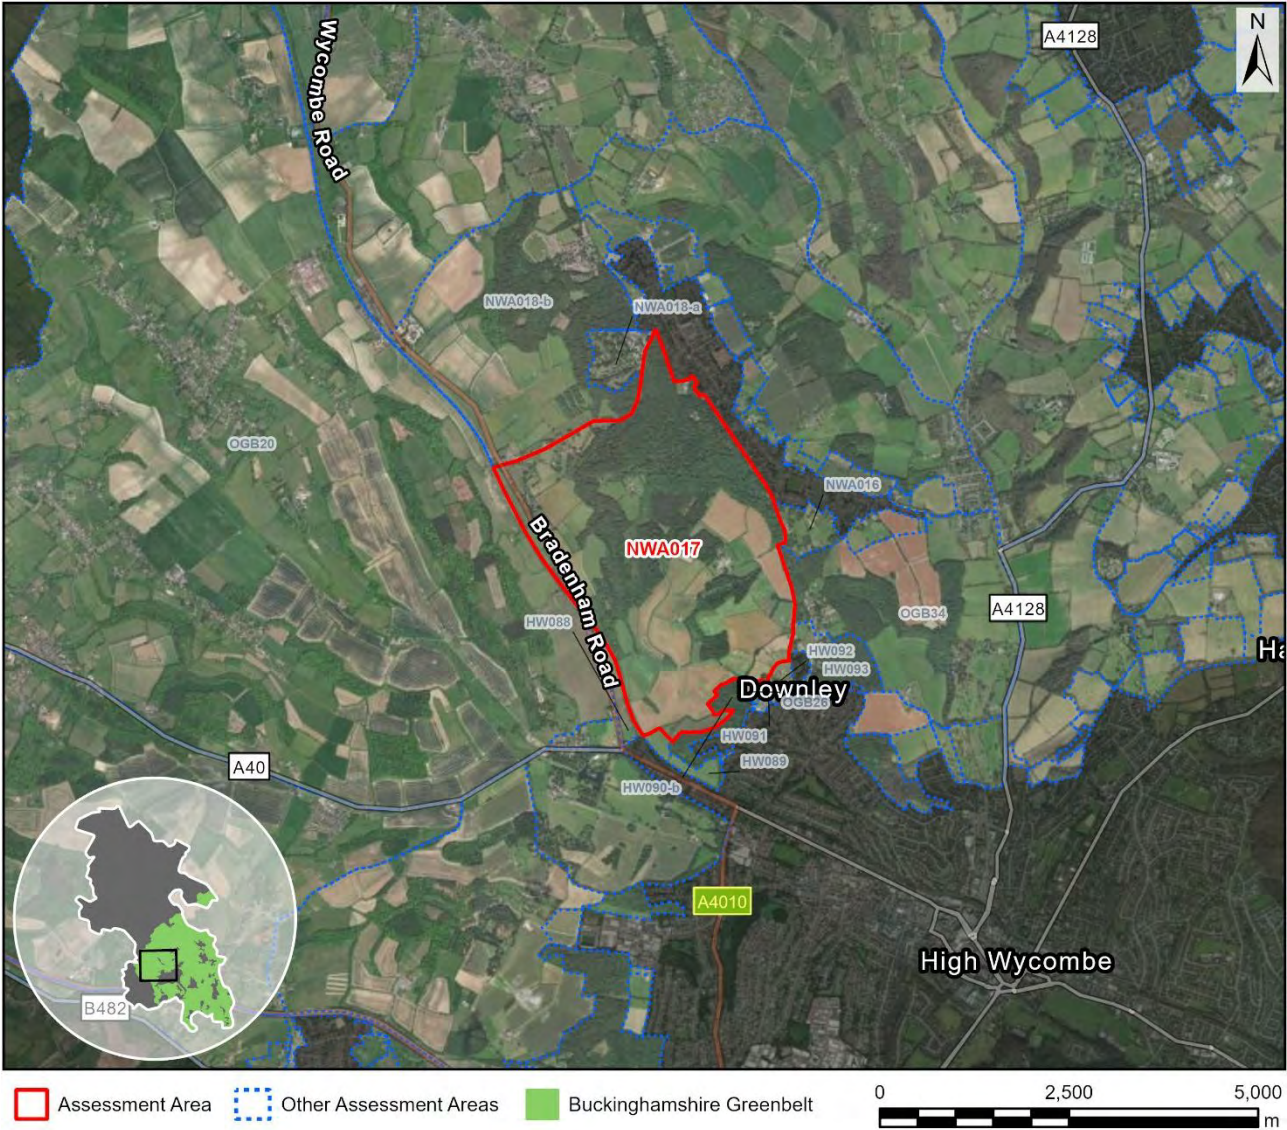 Wycombe Road
A4128
N
NWA018-b
NWA018-a
OGB20
NWA016
Bradenham Road
NWA017
HW088
OGB34
A4128
HW092
HW093
Ha
Downley
OGB26
HW091
HW089
A40
HW090-b
A4010
High Wycombe
B482
Assessment Area
Other Assessment Areas
Buckinghamshire Greenbelt
0 2,500 5,000
m